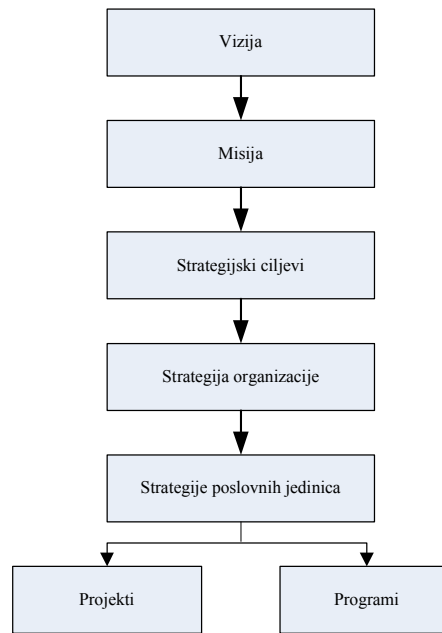 Vizija
Misija
Strategijski ciljevi
Strategija organizacije
Strategije poslovnih jedinica
Projekti
Programi